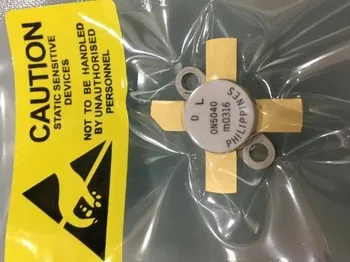 CAUTION
STATIC SENSITIVE
DEVICES
NOT TO BE HANDLED
BY UNAUTHORISED
PERSONNEL
D L
ON5040
m0316
PHILIPPINES